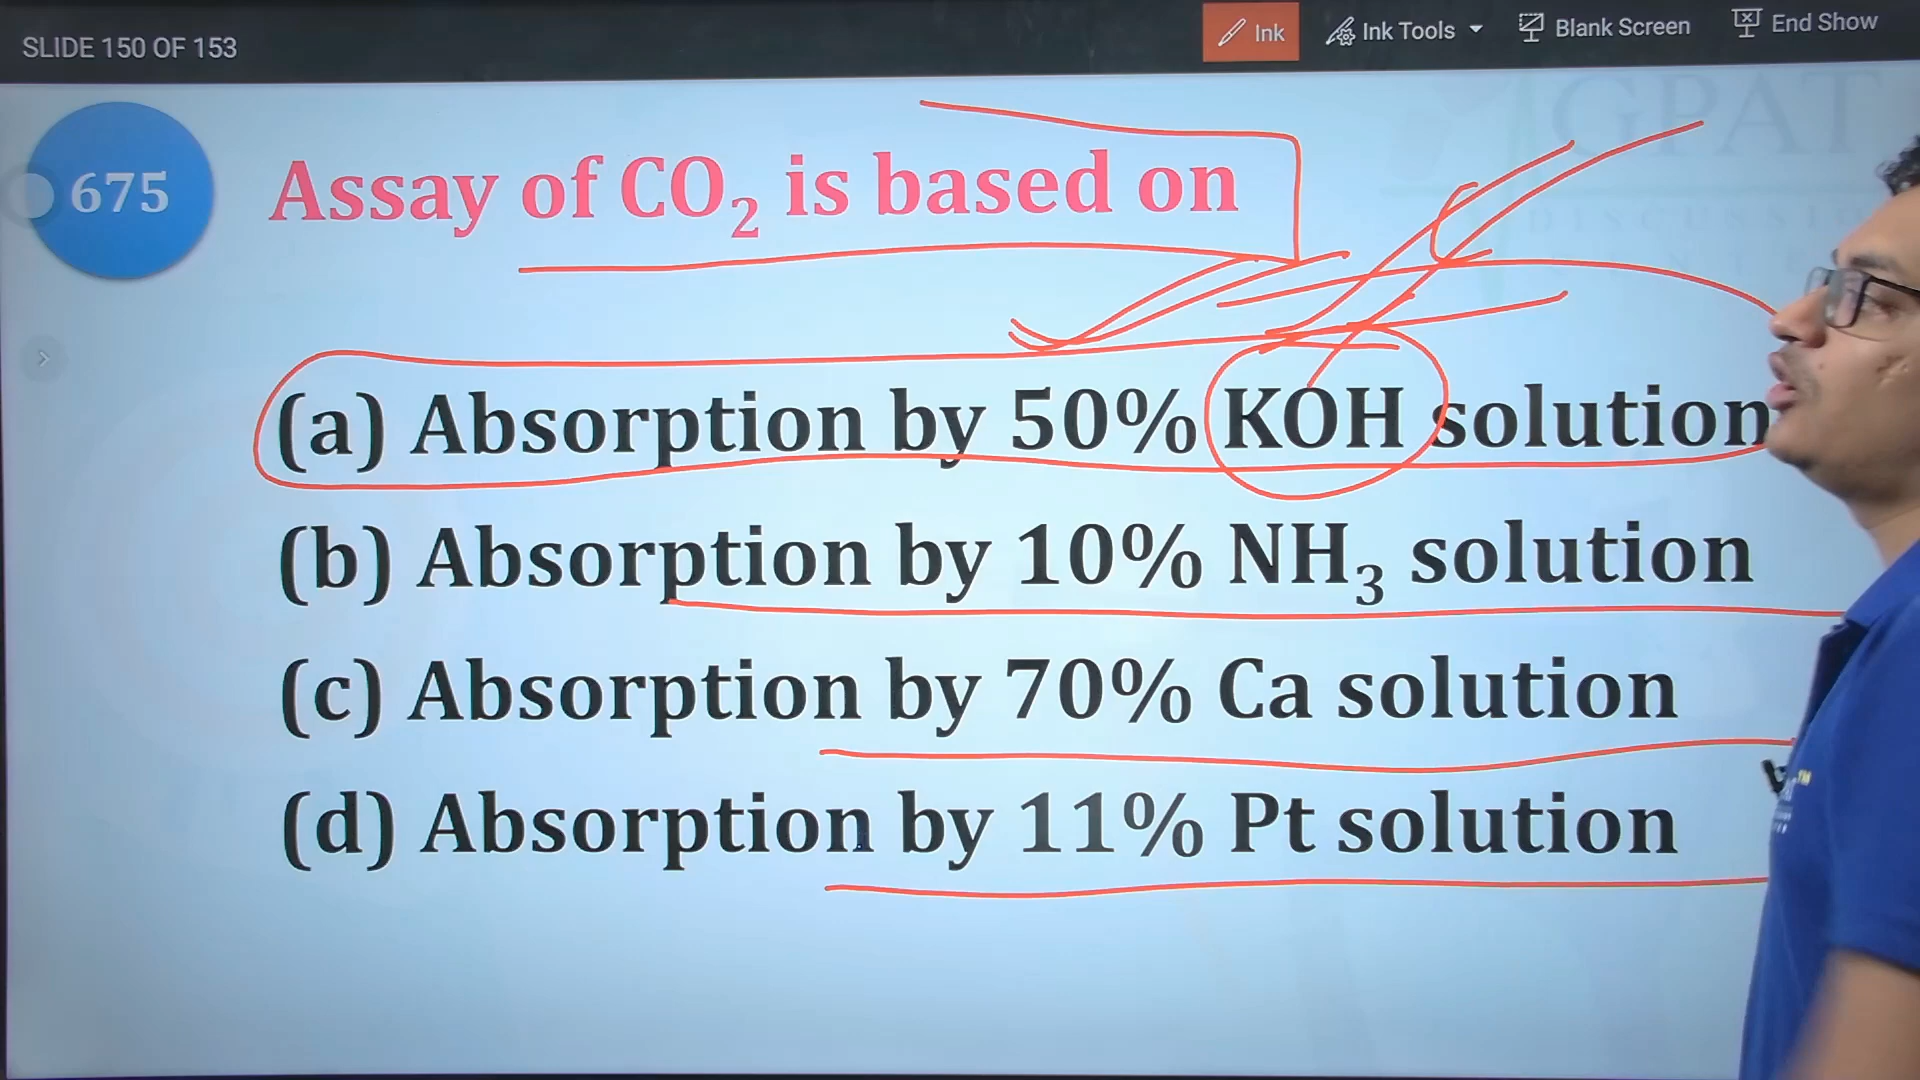 SLIDE 150 OF 153
Ink
Ink Tools
Blank Screen
End Show
GPAT
675
Assay of CO₂ is based on
(a) Absorption by 50% KOH solution
(b) Absorption by 10% NH₃ solution
(c) Absorption by 70% Ca solution
(d) Absorption by 11% Pt solution